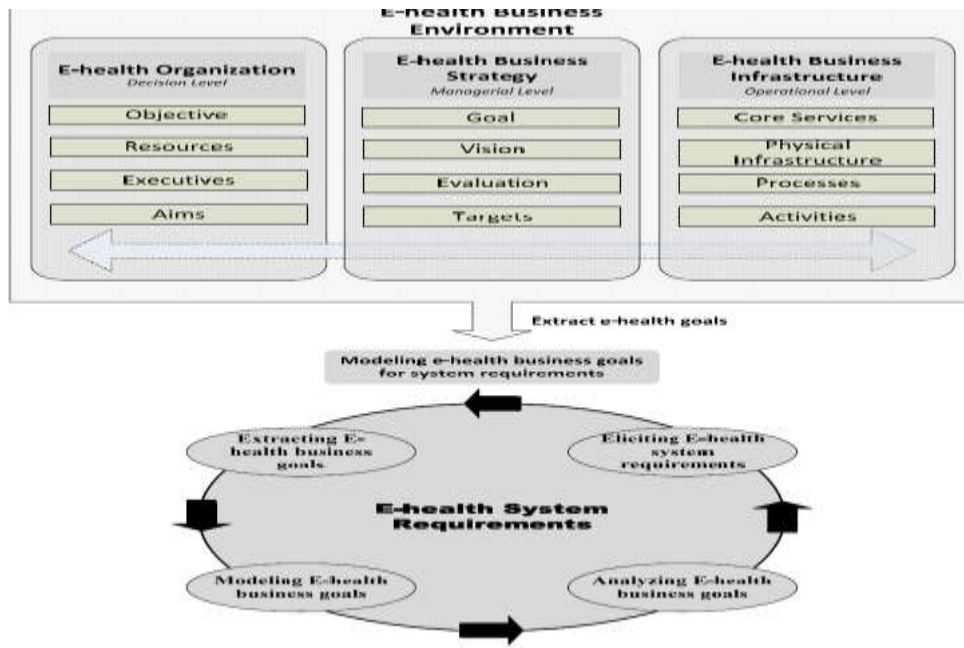 E-health Business
Environment
E-health Organization
Decision Level
Objective
Resources
Executives
Aims
E-health Business
Strategy
Managerial Level
Goal
Vision
Evaluation
Targets
E-health Business
Infrastructure
Operational Level
Core Services
Physical
Infrastructure
Processes
Activities
Extract e-health goals
Modeling e-health business goals
for system requirements
Extracting E-
health business
goals
Eliciting E-health
system
requirements
E-health System
Requirements
Modeling E-health
business goals
Analyzing E-health
business goals